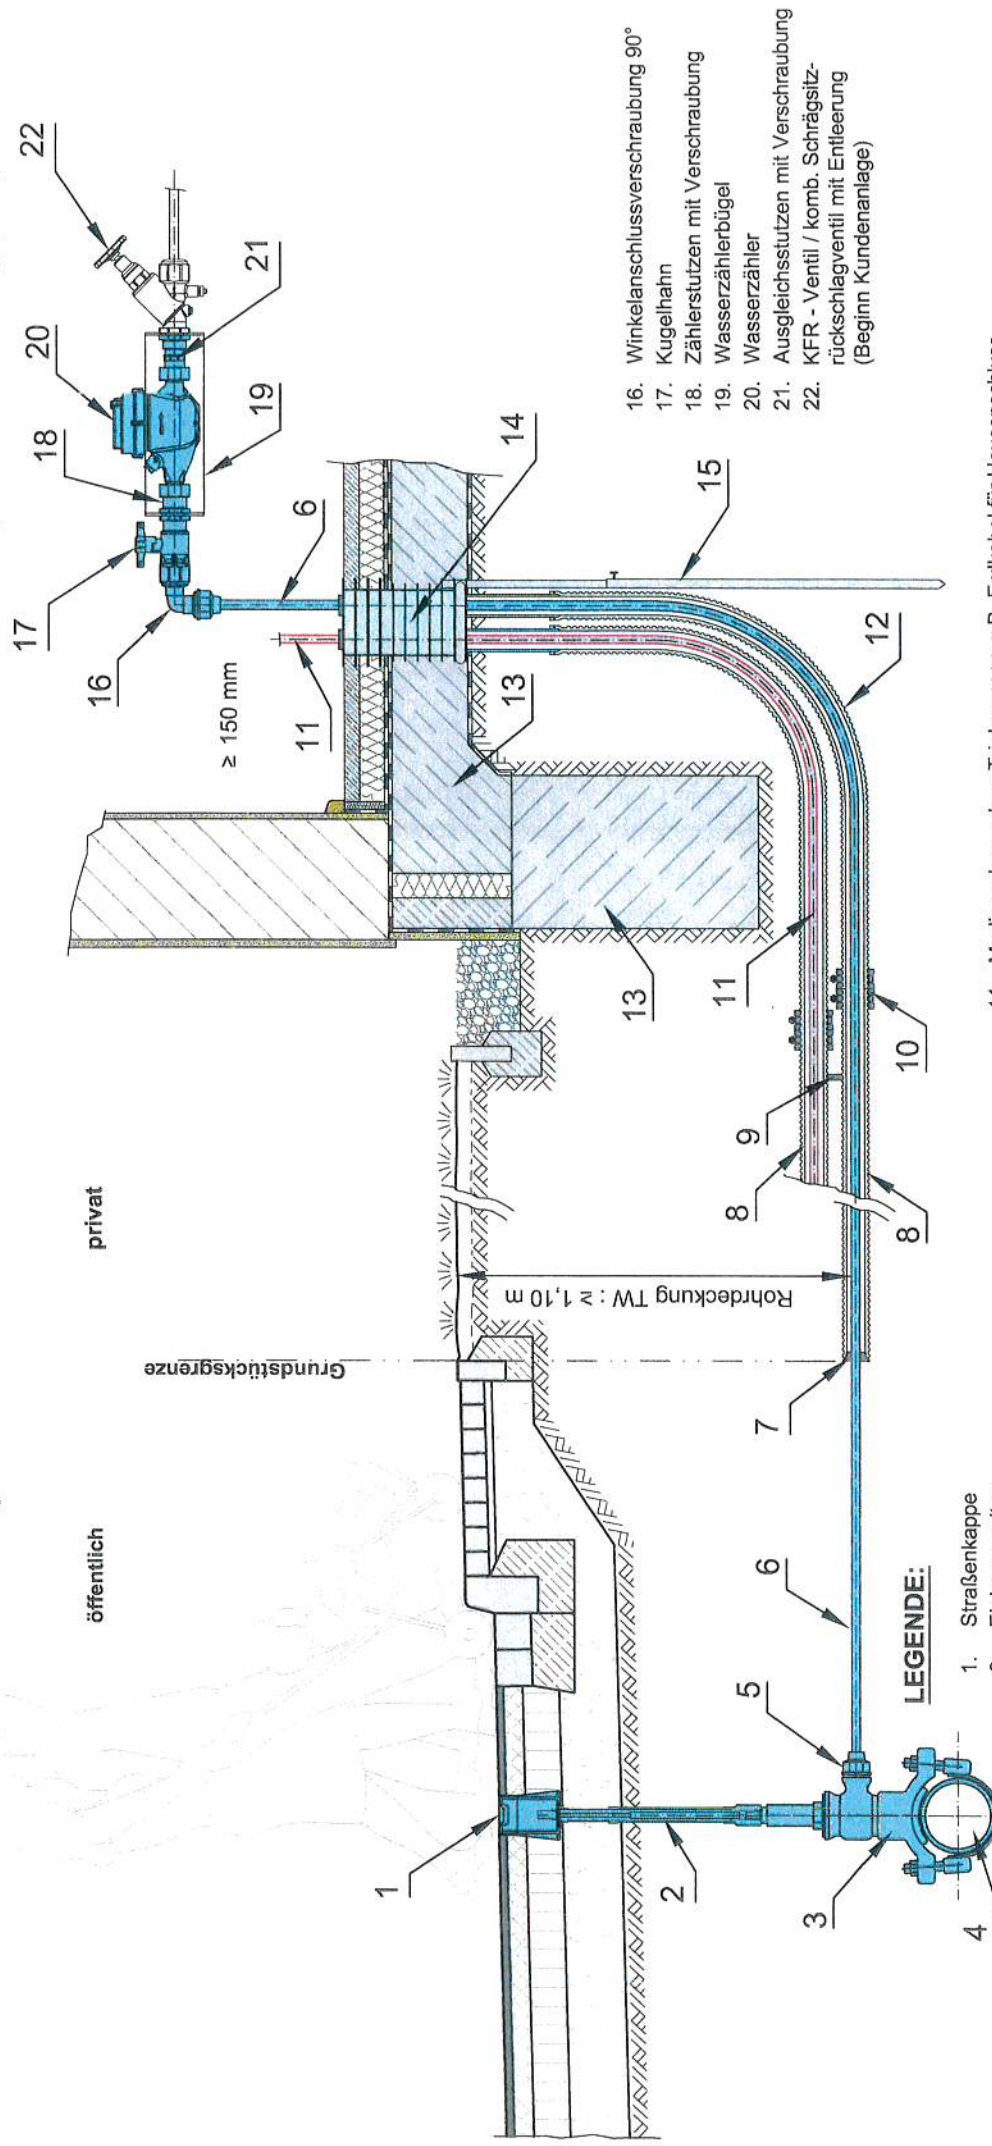 öffentlich
privat
Grundstücksgrenze
Rohrdeckung TW : ≥ 1,10 m
≥ 150 mm
1
2
3
4
5
6
7
8
8
9
10
11
11
12
13
13
14
15
6
16
17
18
19
20
21
22
LEGENDE:
1. Straßenkappe
16. Winkelanschlussverschraubung 90°
17. Kugelhahn
18. Zählerstutzen mit Verschraubung
19. Wasserzählerbügel
20. Wasserzähler
21. Ausgleichsstutzen mit Verschraubung
22. KFR - Ventil / komb. Schrägsitz-
rückschlagventil mit Entleerung
(Beginn Kundenanlage)